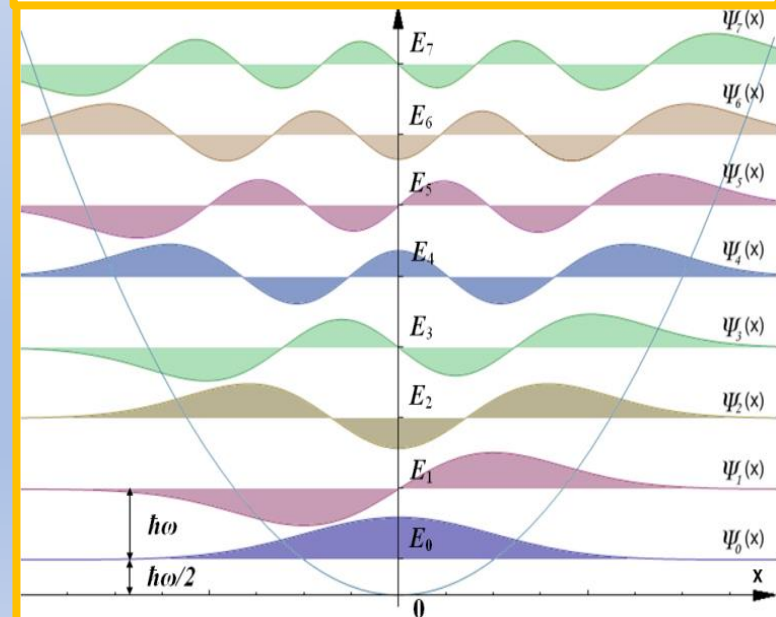 E₇ Ψ₇(x)
E₆ Ψ₆(x)
E₅ Ψ₅(x)
E₄ Ψ₄(x)
E₃ Ψ₃(x)
E₂ Ψ₂(x)
E₁ Ψ₁(x)
ħω
E₀ Ψ₀(x)
ħω/2
x
0